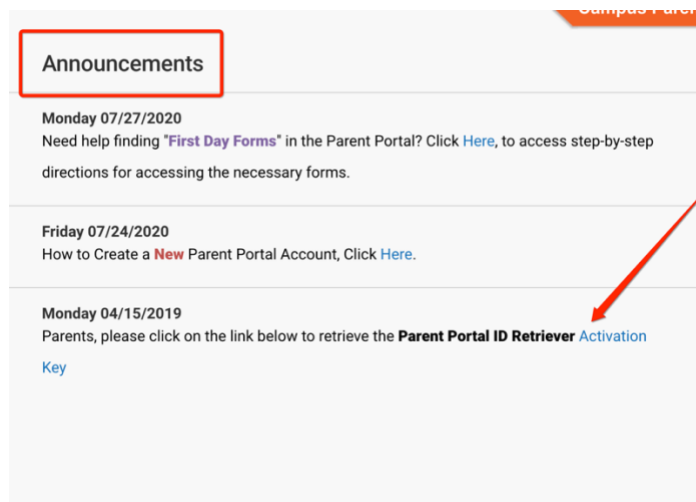 Announcements
Monday 07/27/2020
Need help finding "First Day Forms" in the Parent Portal? Click Here, to access step-by-step
directions for accessing the necessary forms.
Friday 07/24/2020
How to Create a New Parent Portal Account, Click Here.
Monday 04/15/2019
Parents, please click on the link below to retrieve the Parent Portal ID Retriever Activation
Key